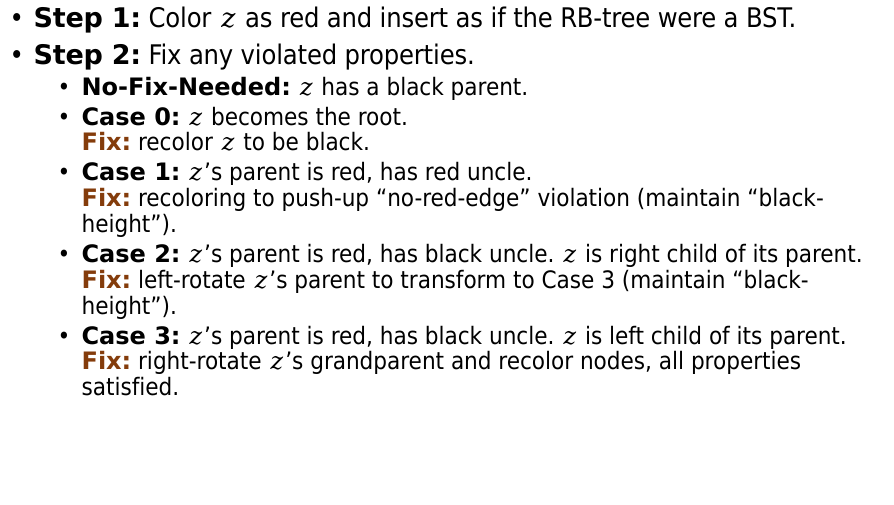 • Step 1: Color z as red and insert as if the RB-tree were a BST.
• Step 2: Fix any violated properties.
• No-Fix-Needed: z has a black parent.
• Case 0: z becomes the root.
Fix: recolor z to be black.
• Case 1: z’s parent is red, has red uncle.
Fix: recoloring to push-up “no-red-edge” violation (maintain “black-
height”).
• Case 2: z’s parent is red, has black uncle. z is right child of its parent.
Fix: left-rotate z’s parent to transform to Case 3 (maintain “black-
height”).
• Case 3: z’s parent is red, has black uncle. z is left child of its parent.
Fix: right-rotate z’s grandparent and recolor nodes, all properties
satisfied.